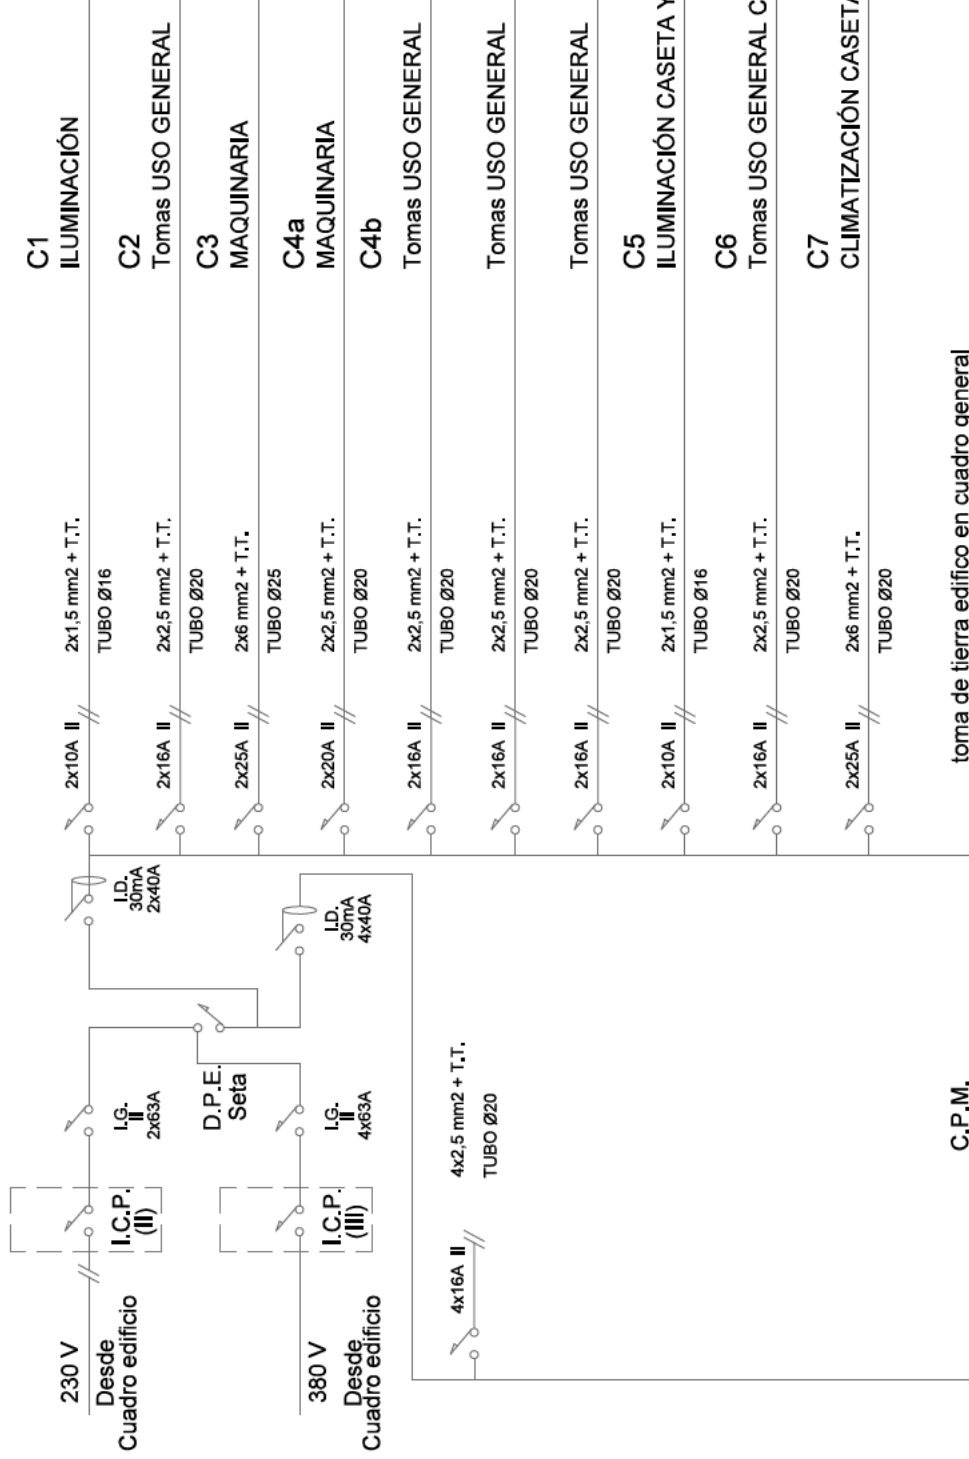 C1
ILUMINACIÓN
C2
Tomas USO GENERAL
C3
MAQUINARIA
C4a
MAQUINARIA
C4b
Tomas USO GENERAL
Tomas USO GENERAL
Tomas USO GENERAL
C5
ILUMINACIÓN CASETA Y
C6
Tomas USO GENERAL C
C7
CLIMATIZACIÓN CASETA
2x1,5 mm2 + T.T.
TUBO Ø16
2x2,5 mm2 + T.T.
TUBO Ø20
2x6 mm2 + T.T.
TUBO Ø25
2x2,5 mm2 + T.T.
TUBO Ø20
2x2,5 mm2 + T.T.
TUBO Ø20
2x2,5 mm2 + T.T.
TUBO Ø20
2x2,5 mm2 + T.T.
TUBO Ø20
2x1,5 mm2 + T.T.
TUBO Ø16
2x2,5 mm2 + T.T.
TUBO Ø20
2x6 mm2 + T.T.
TUBO Ø20
2x10A II
2x16A II
2x25A II
2x20A II
2x16A II
2x16A II
2x16A II
2x10A II
2x16A II
2x25A II
I.D.
30mA
2x40A
I.D.
30mA
4x40A
I.G.
II
2x63A
D.P.E.
Seta
I.G.
II
4x63A
I.C.P.
(II)
I.C.P.
(III)
230 V
Desde
Cuadro edificio
380 V
Desde
Cuadro edificio
4x2,5 mm2 + T.T.
TUBO Ø20
4x16A II
toma de tierra edifico en cuadro general
C.P.M.